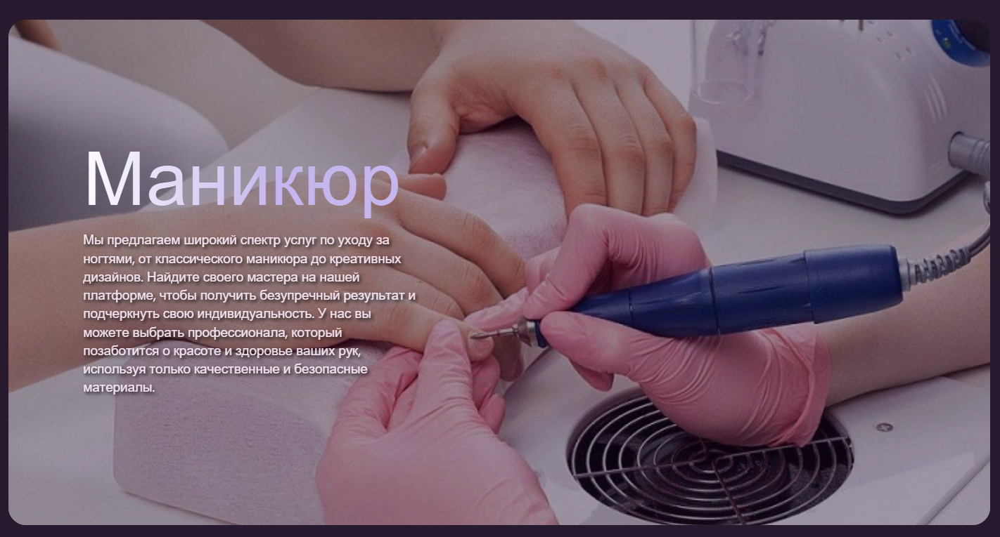 Маникюр
Мы предлагаем широкий спектр услуг по уходу за
ногтями, от классического маникюра до креативных
дизайнов. Найдите своего мастера на нашей
платформе, чтобы получить безупречный результат и
подчеркнуть свою индивидуальность. У нас вы
можете выбрать профессионала, который
позаботится о красоте и здоровье ваших рук,
используя только качественные и безопасные
материалы.